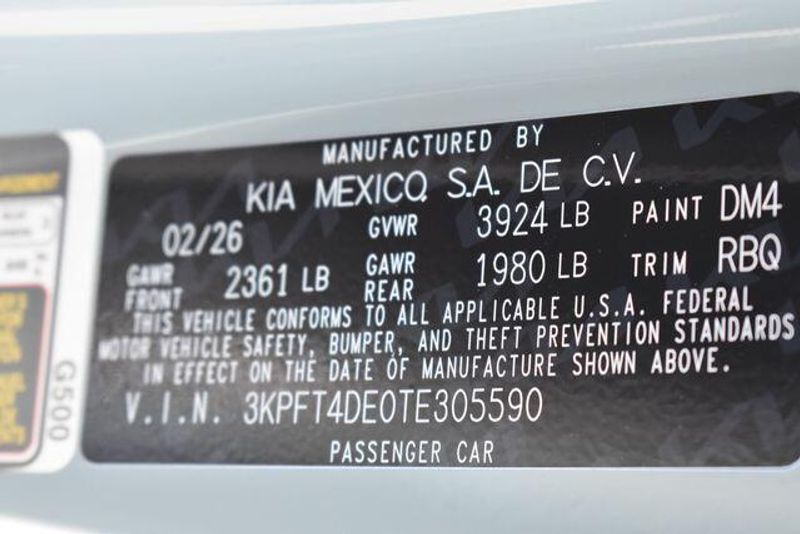 MANUFACTURED BY
KIA MEXICO S.A. DE C.V.
02/26 GVWR 3924 LB PAINT DM4
GAWR FRONT 2361 LB GAWR REAR 1980 LB TRIM RBQ
THIS VEHICLE CONFORMS TO ALL APPLICABLE U.S.A. FEDERAL
MOTOR VEHICLE SAFETY, BUMPER, AND THEFT PREVENTION STANDARDS
IN EFFECT ON THE DATE OF MANUFACTURE SHOWN ABOVE.
V.I.N. 3KPFT4DE0TE305590
PASSENGER CAR
G500